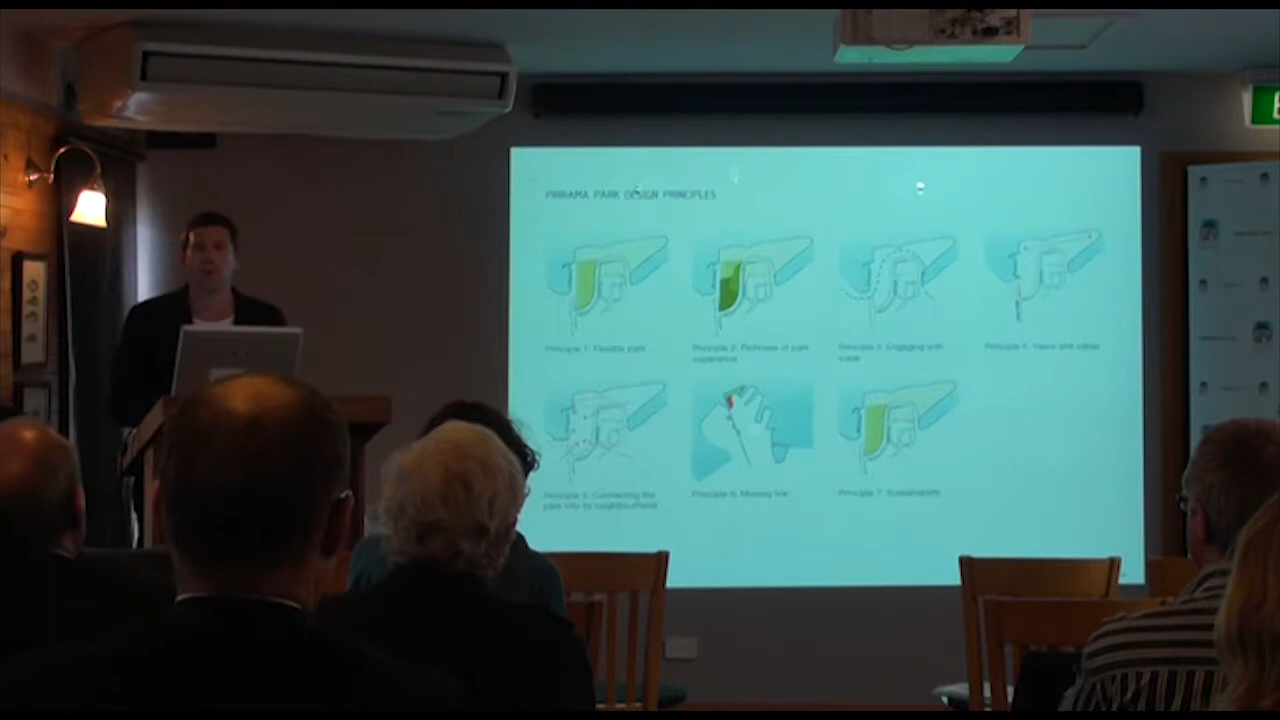 PIRRAMA PARK DESIGN PRINCIPLES
Principle 1: Flexible park
Principle 2: Richness of park
experience
Principle 3: Engaging with
water
Principle 4: Views and vistas
Principle 5: Connecting the
park into its neighbourhood
Principle 6: Missing link
Principle 7: Sustainability